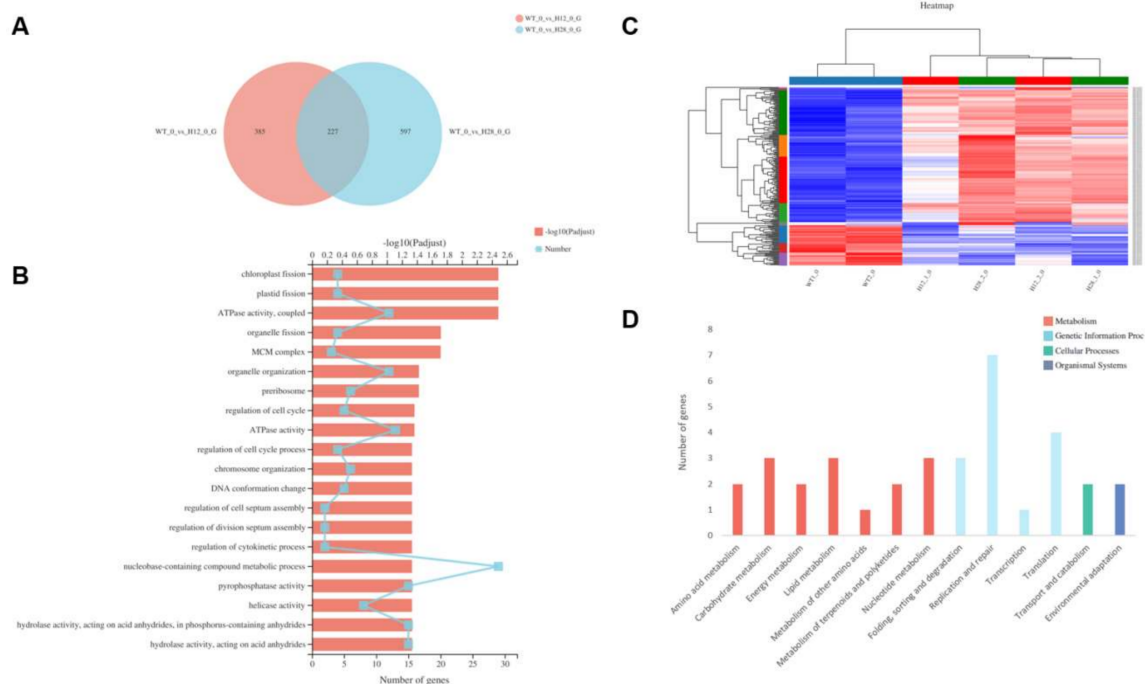 A
WT_0_vs_H12_0_G
WT_0_vs_H28_0_G
WT_0_vs_H12_0_G
385
227
597
WT_0_vs_H28_0_G
B
-log10(Padjust)
-log10(Padjust)
Number
0 0.2 0.4 0.6 0.8 1 1.2 1.4 1.6 1.8 2 2.2 2.4 2.6
chloroplast fission
plastid fission
ATPase activity, coupled
organelle fission
MCM complex
organelle organization
preribosome
regulation of cell cycle
ATPase activity
regulation of cell cycle process
chromosome organization
DNA conformation change
regulation of cell septum assembly
regulation of division septum assembly
regulation of cytokinetic process
nucleobase-containing compound metabolic process
pyrophosphatase activity
helicase activity
hydrolase activity, acting on acid anhydrides, in phosphorus-containing anhydrides
hydrolase activity, acting on acid anhydrides
0 5 10 15 20 25 30
Number of genes
C
Heatmap
WT1_0
WT2_0
H12_1_0
H28_2_0
H12_2_0
H28_1_0
D
Metabolism
Genetic Information Proc
Cellular Processes
Organismal Systems
Number of genes
8
7
6
5
4
3
2
1
0
Amino acid metabolism
Carbohydrate metabolism
Energy metabolism
Lipid metabolism
Metabolism of other amino acids
Metabolism of terpenoids and polyketides
Nucleotide metabolism
Folding, sorting and degradation
Replication and repair
Transcription
Translation
Transport and catabolism
Environmental adaptation